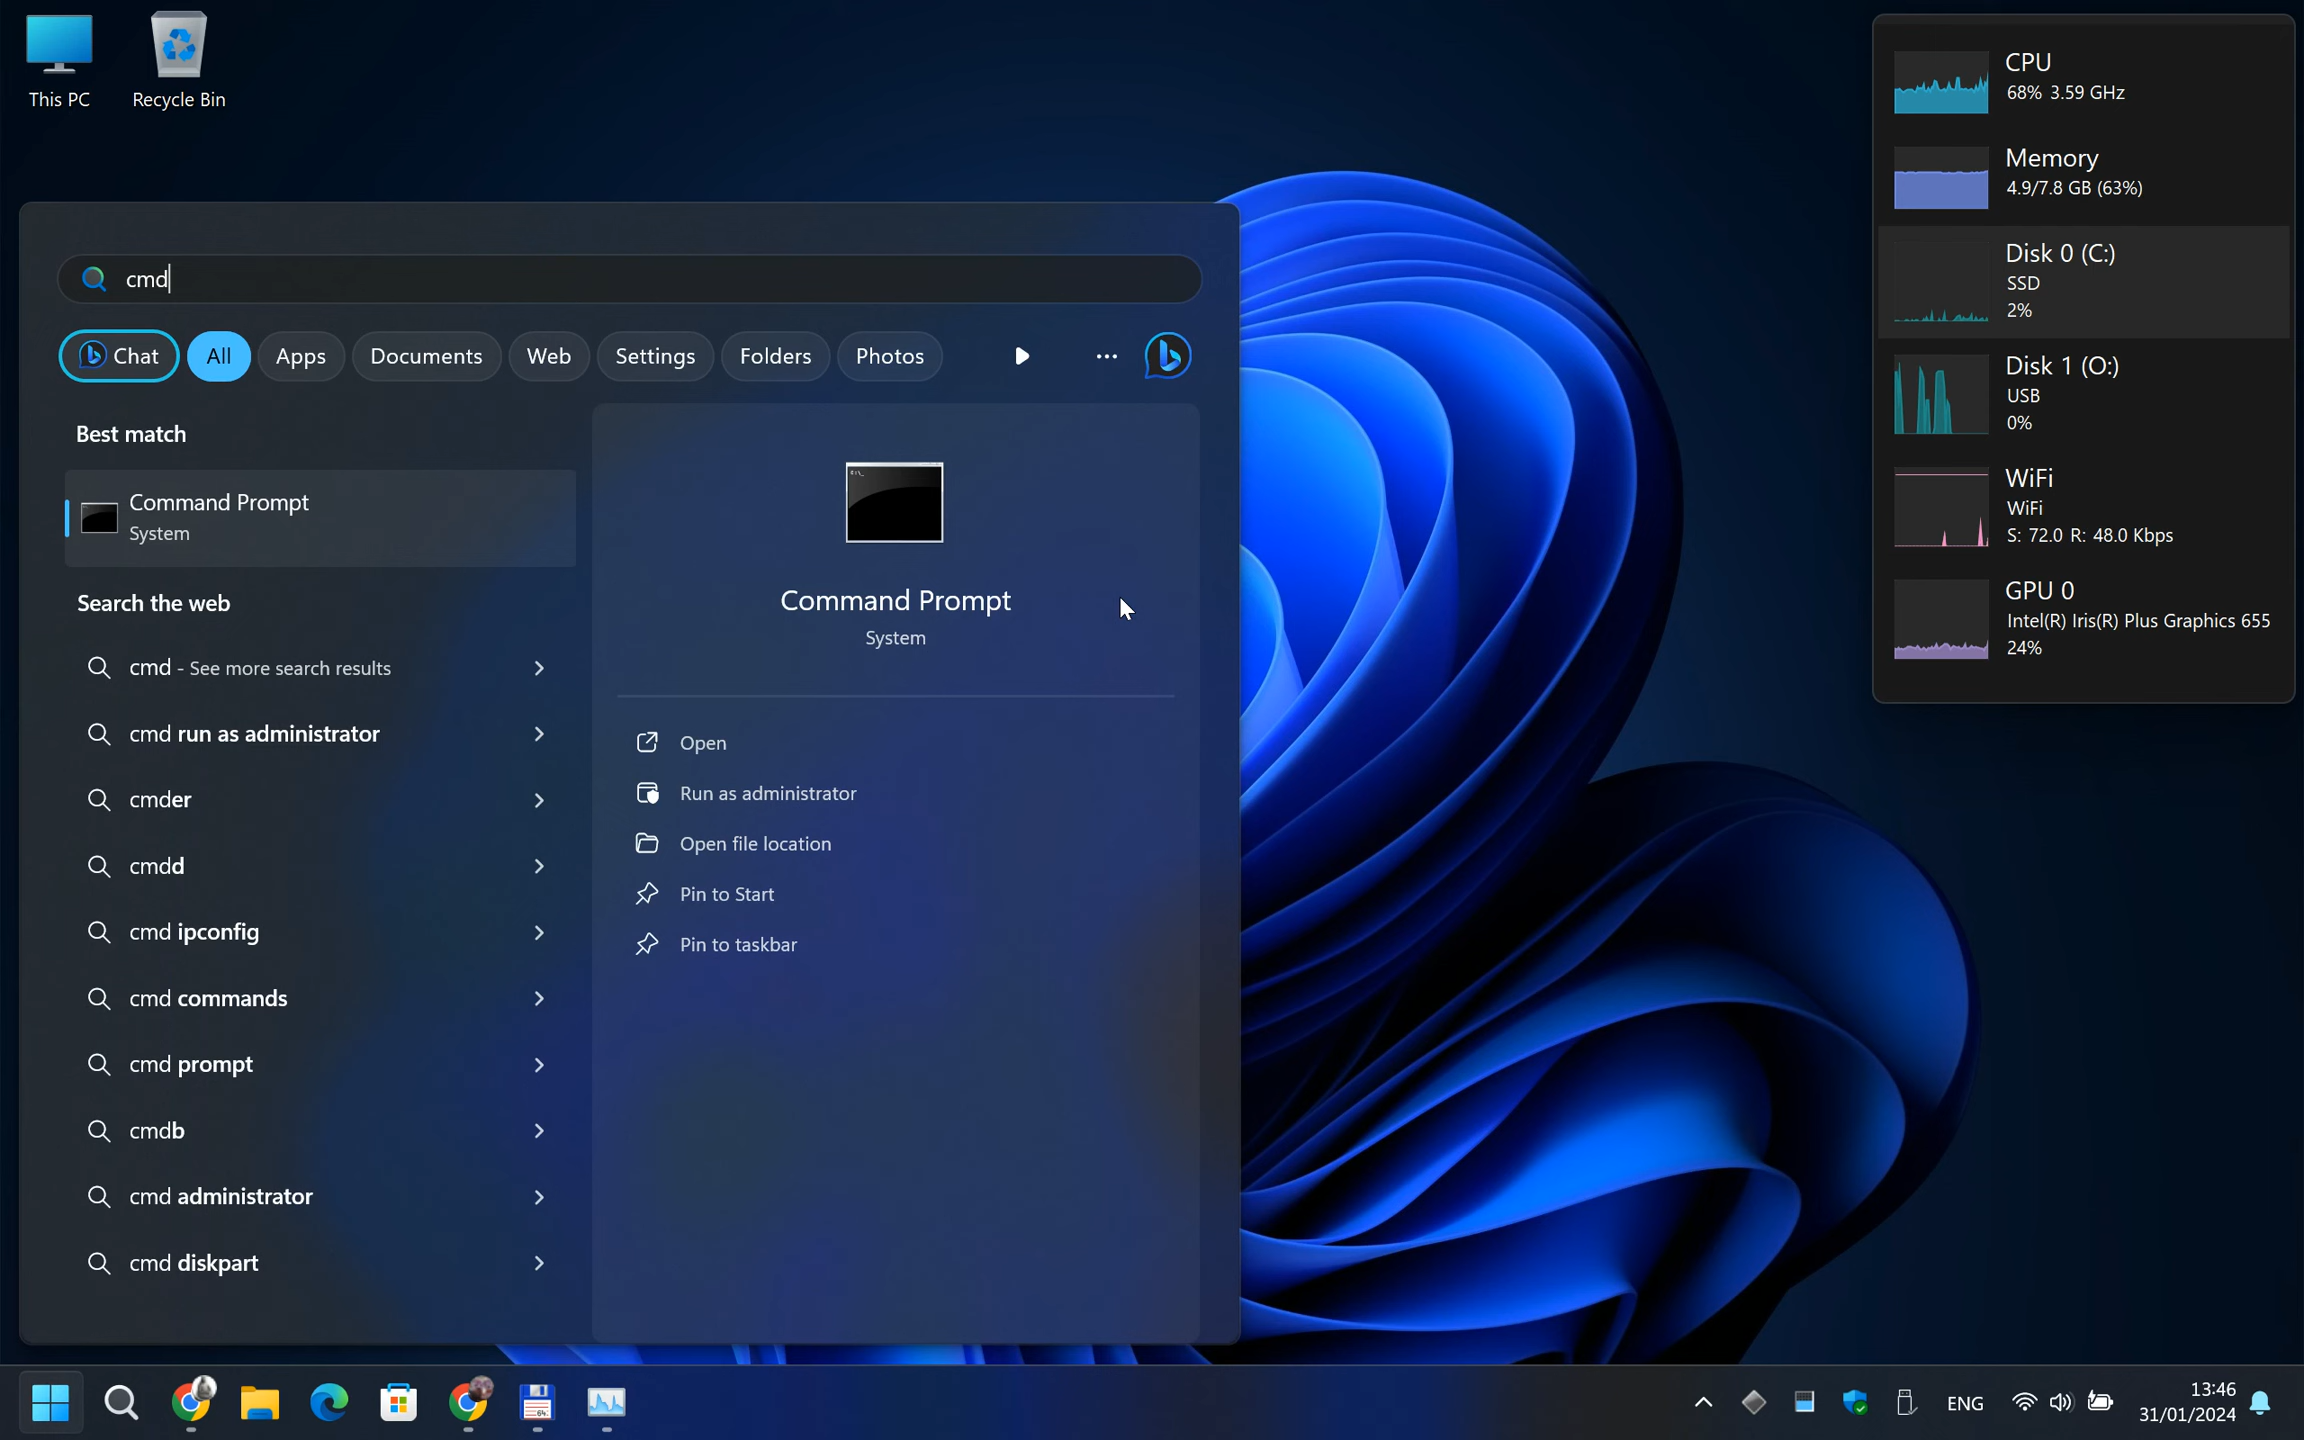 This PC
Recycle Bin
cmd
Chat
All
Apps
Documents
Web
Settings
Folders
Photos
Best match
Command Prompt
System
Search the web
cmd - See more search results
cmd run as administrator
cmder
cmdd
cmd ipconfig
cmd commands
cmd prompt
cmdb
cmd administrator
cmd diskpart
Command Prompt
System
Open
Run as administrator
Open file location
Pin to Start
Pin to taskbar
CPU
68% 3.59 GHz
Memory
4.9/7.8 GB (63%)
Disk 0 (C:)
SSD
2%
Disk 1 (O:)
USB
0%
WiFi
WiFi
S: 72.0 R: 48.0 Kbps
GPU 0
Intel(R) Iris(R) Plus Graphics 655
24%
64
ENG
13:46
31/01/2024